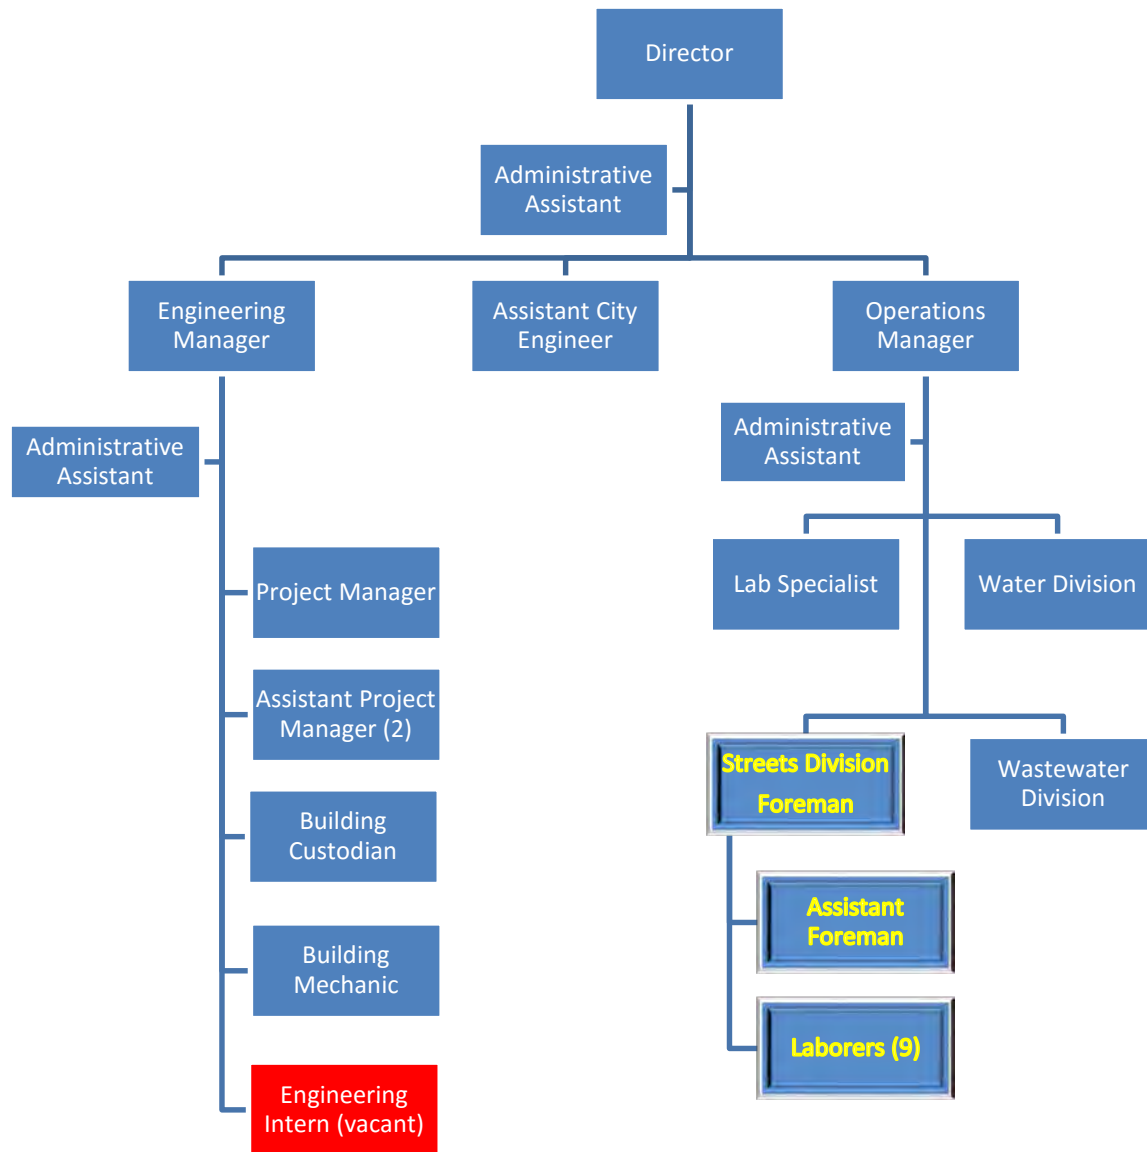 Director
Administrative
Assistant
Engineering
Manager
Assistant City
Engineer
Operations
Manager
Administrative
Assistant
Administrative
Assistant
Project Manager
Assistant Project
Manager (2)
Building
Custodian
Building
Mechanic
Engineering
Intern (vacant)
Lab Specialist
Water Division
Streets Division
Foreman
Wastewater
Division
Assistant
Foreman
Laborers (9)